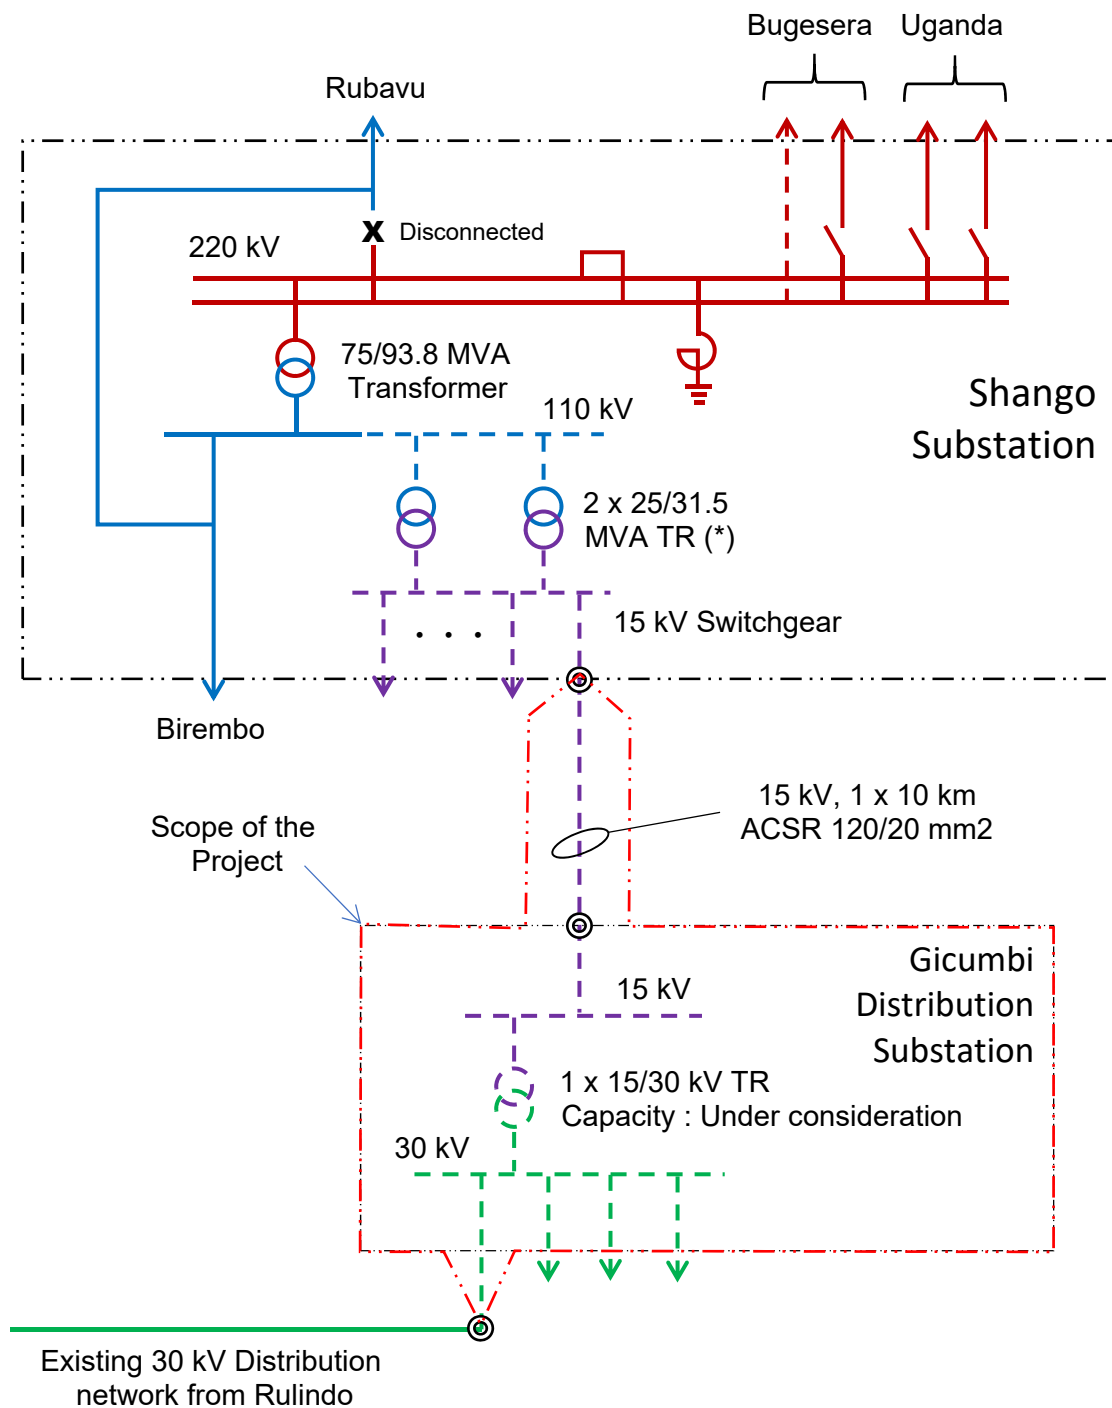 Bugesera
Uganda
Rubavu
Disconnected
220 kV
75/93.8 MVA
Transformer
Shango
Substation
110 kV
2 x 25/31.5
MVA TR (*)
. . .
15 kV Switchgear
Birembo
15 kV, 1 x 10 km
ACSR 120/20 mm2
Scope of the
Project
Gicumbi
Distribution
Substation
15 kV
1 x 15/30 kV TR
Capacity : Under consideration
30 kV
Existing 30 kV Distribution
network from Rulindo